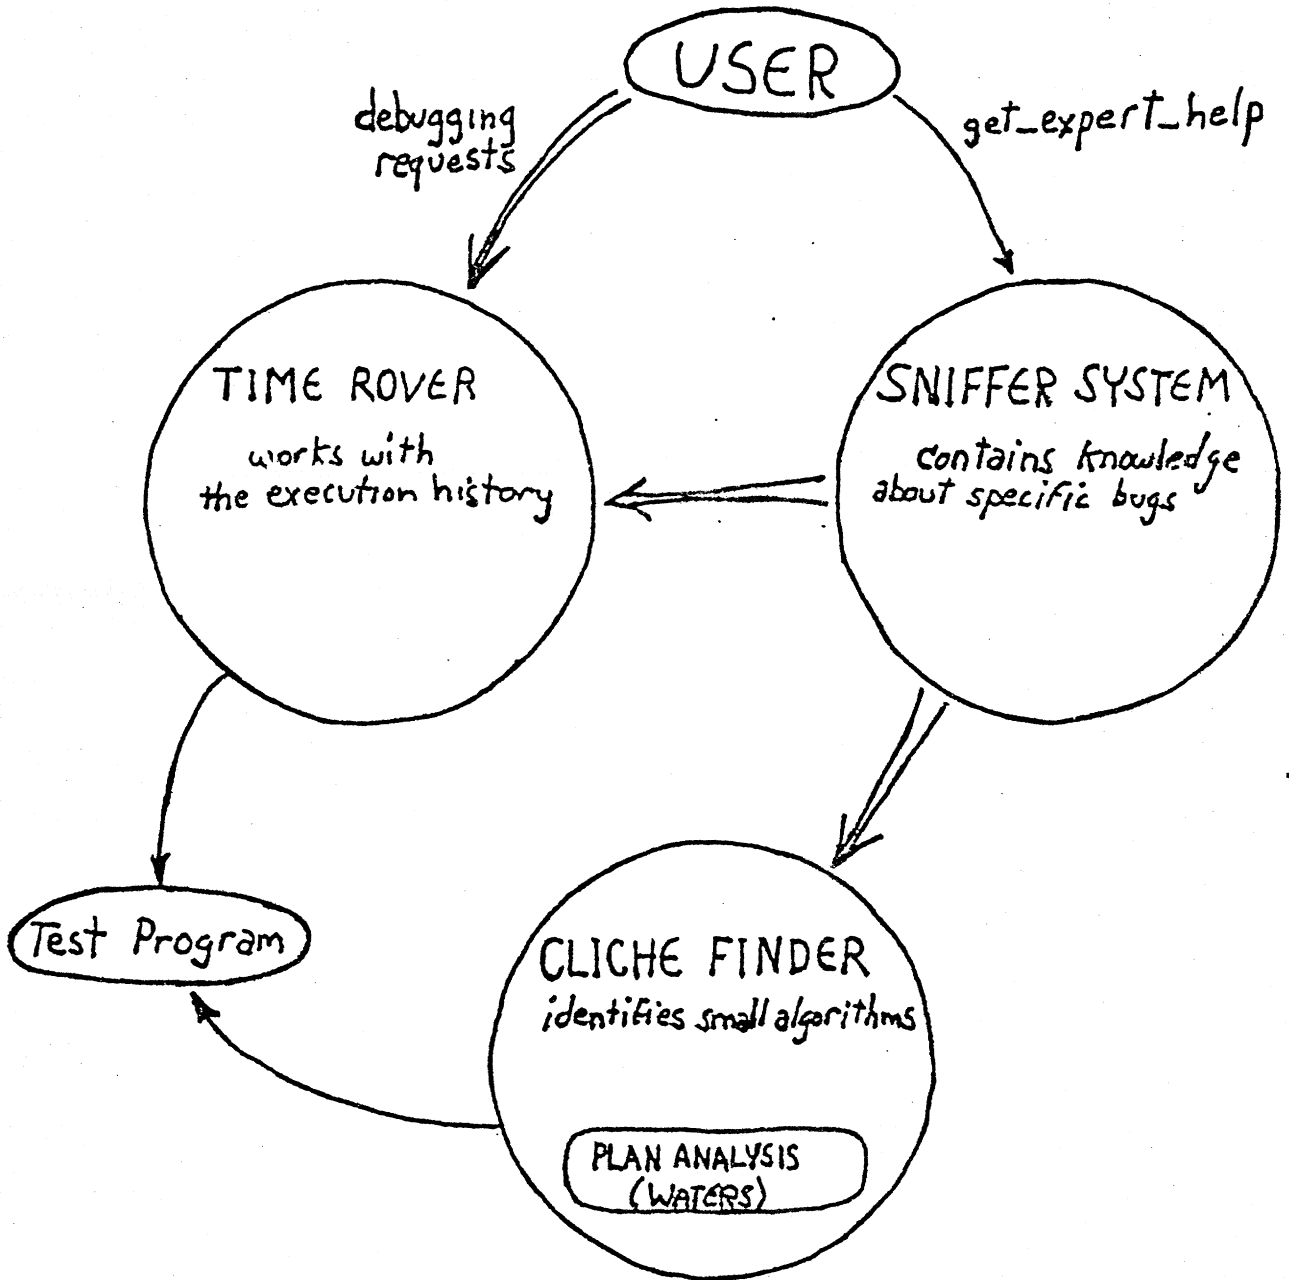 USER
debugging
requests
get_expert_help
TIME ROVER
works with
the execution history
SNIFFER SYSTEM
contains knowledge
about specific bugs
Test Program
CLICHE FINDER
identifies small algorithms
PLAN ANALYSIS
(WATERS)